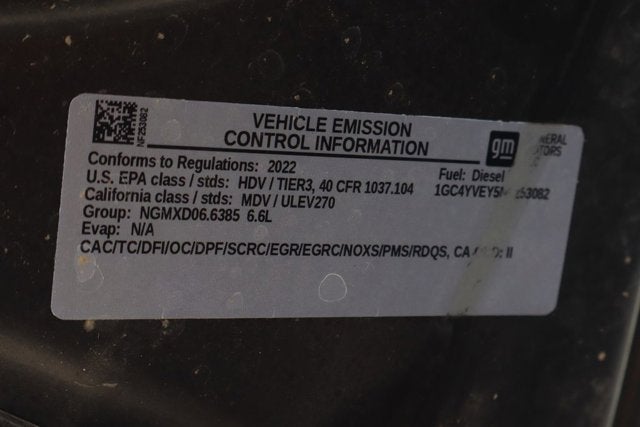 NF253082
VEHICLE EMISSION
CONTROL INFORMATION
gm
Conforms to Regulations: 2022
Fuel: Diesel
U.S. EPA class / stds: HDV / TIER3, 40 CFR 1037.104
California class / stds: MDV / ULEV270
Group: NGMXD06.6385 6.6L
Evap: N/A
CAC/TC/DFI/OC/DPF/SCRC/EGR/EGRC/NOXS/PMS/RDQS, CA II